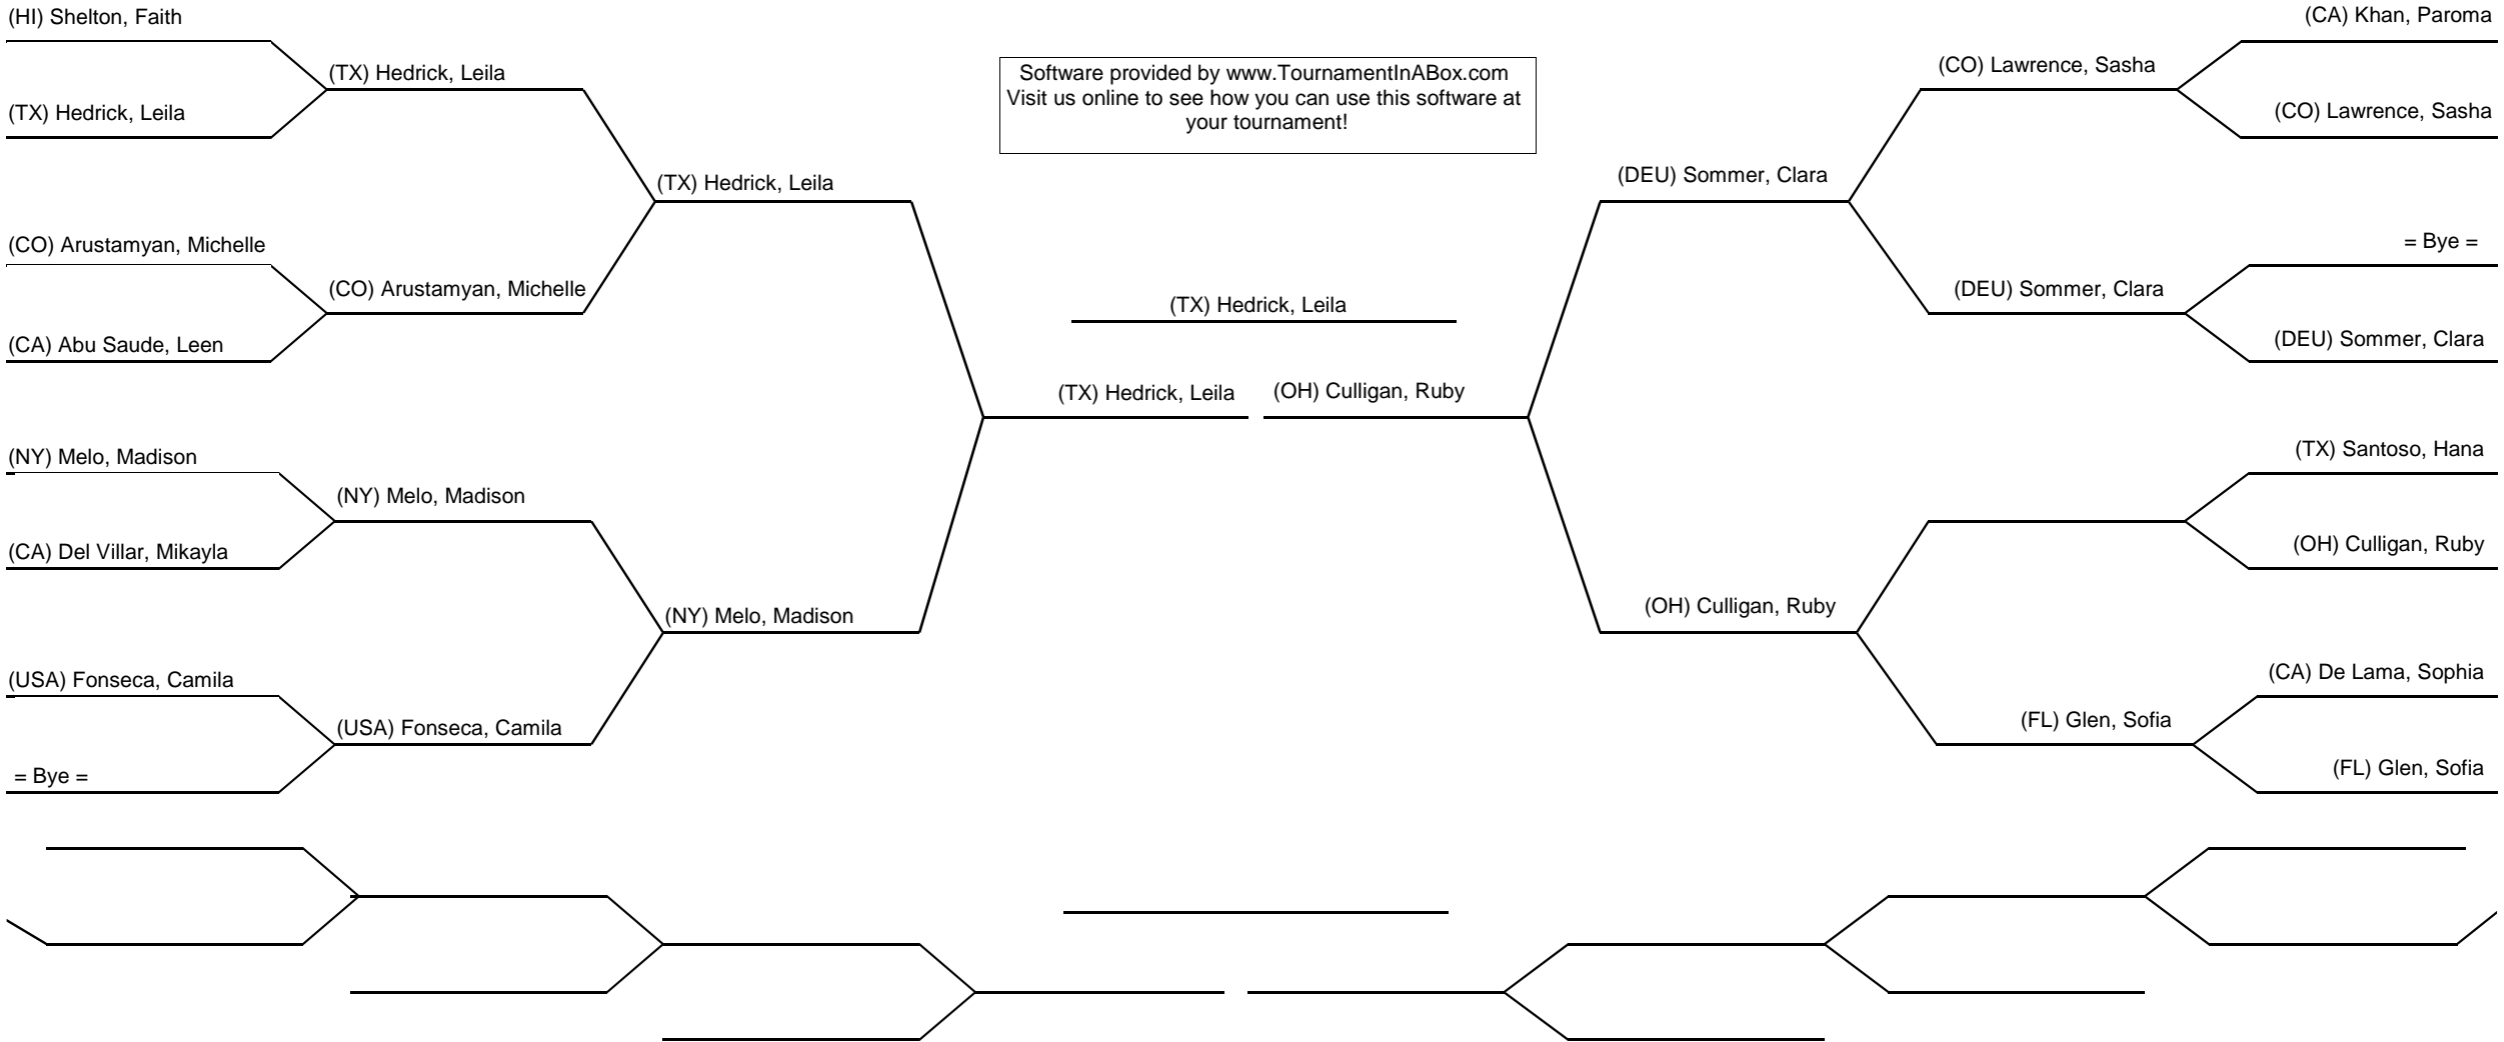 (HI) Shelton, Faith
(TX) Hedrick, Leila
(CO) Arustamyan, Michelle
(CA) Abu Saude, Leen
(NY) Melo, Madison
(CA) Del Villar, Mikayla
(USA) Fonseca, Camila
= Bye =
(TX) Hedrick, Leila
(CO) Arustamyan, Michelle
(NY) Melo, Madison
(USA) Fonseca, Camila
(TX) Hedrick, Leila
(NY) Melo, Madison
Software provided by www.TournamentInABox.com
Visit us online to see how you can use this software at
your tournament!
(TX) Hedrick, Leila
(TX) Hedrick, Leila
(OH) Culligan, Ruby
(DEU) Sommer, Clara
(OH) Culligan, Ruby
(CO) Lawrence, Sasha
(DEU) Sommer, Clara
(FL) Glen, Sofia
(CA) Khan, Paroma
(CO) Lawrence, Sasha
= Bye =
(DEU) Sommer, Clara
(TX) Santoso, Hana
(OH) Culligan, Ruby
(CA) De Lama, Sophia
(FL) Glen, Sofia